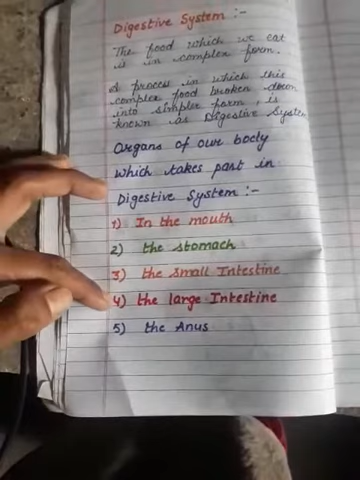 Digestive System :-
The food which we eat
is in complex form.
A process in which this
complex food broken down
into simpler form, is
known as Digestive System
Organs of our body
which takes part in
Digestive System :-
1) In the mouth
2) the stomach
3) the small Intestine
4) the large Intestine
5) the Anus